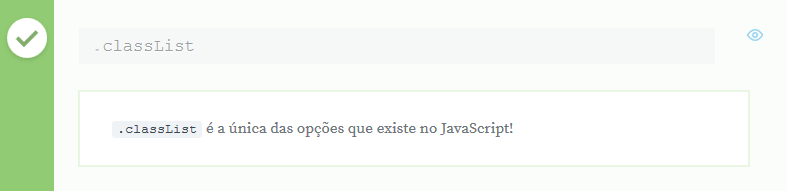 .classList
.classList é a única das opções que existe no JavaScript!